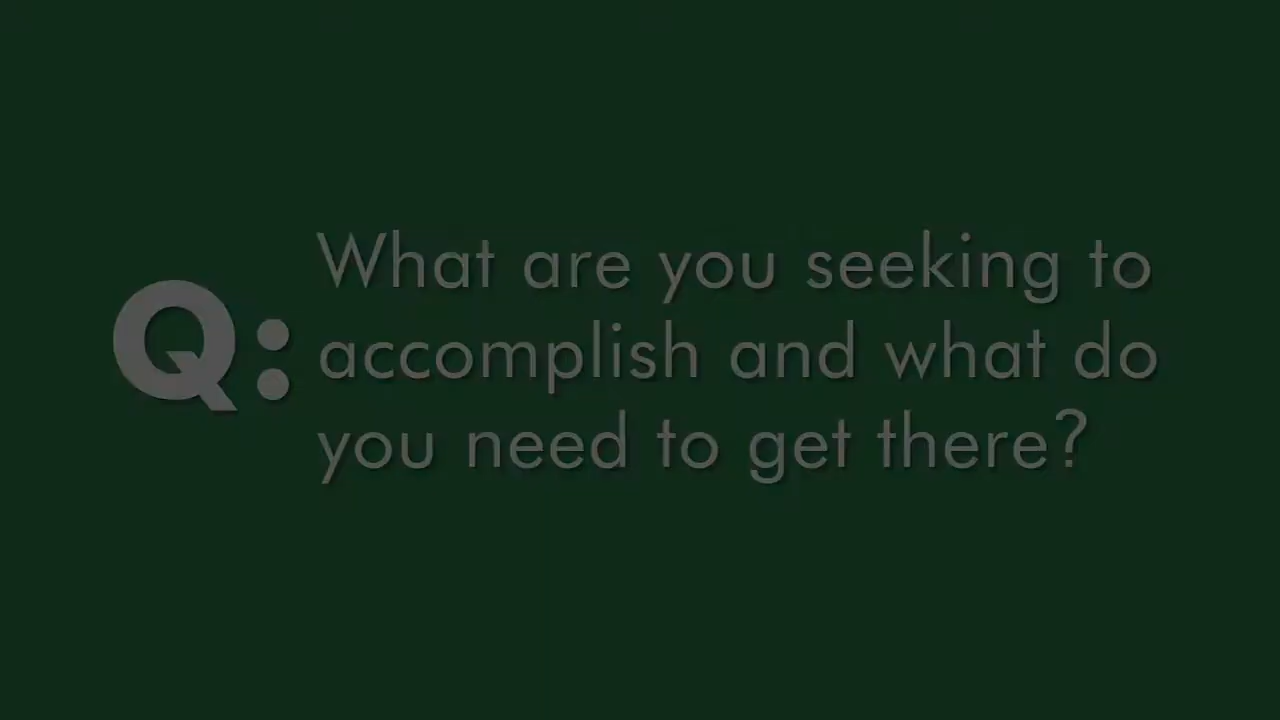 Q: What are you seeking to
accomplish and what do
you need to get there?